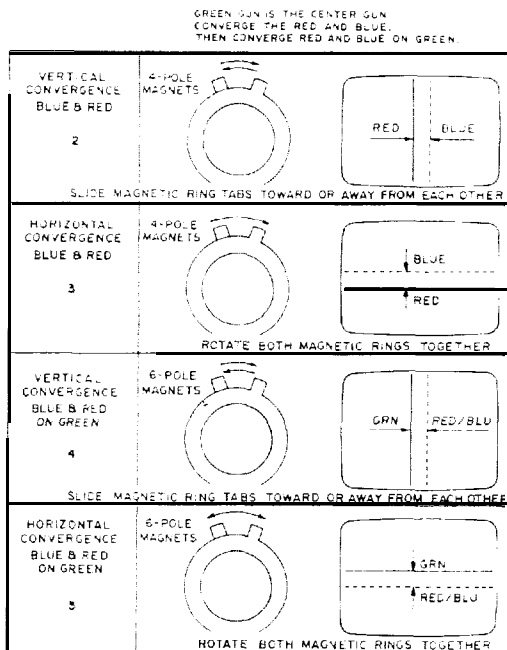 GREEN GUN IS THE CENTER GUN
CONVERGE THE RED AND BLUE.
THEN CONVERGE RED AND BLUE ON GREEN.
VERTICAL
CONVERGENCE
BLUE & RED
2
4-POLE
MAGNETS
RED
BLUE
SLIDE MAGNETIC RING TABS TOWARD OR AWAY FROM EACH OTHER
HORIZONTAL
CONVERGENCE
BLUE & RED
3
4-POLE
MAGNETS
BLUE
RED
ROTATE BOTH MAGNETIC RINGS TOGETHER
VERTICAL
CONVERGENCE
BLUE & RED
ON GREEN
4
6-POLE
MAGNETS
GRN
RED/BLU
SLIDE MAGNETIC RING TABS TOWARD OR AWAY FROM EACH OTHER
HORIZONTAL
CONVERGENCE
BLUE & RED
ON GREEN
5
6-POLE
MAGNETS
GRN
RED/BLU
ROTATE BOTH MAGNETIC RINGS TOGETHER